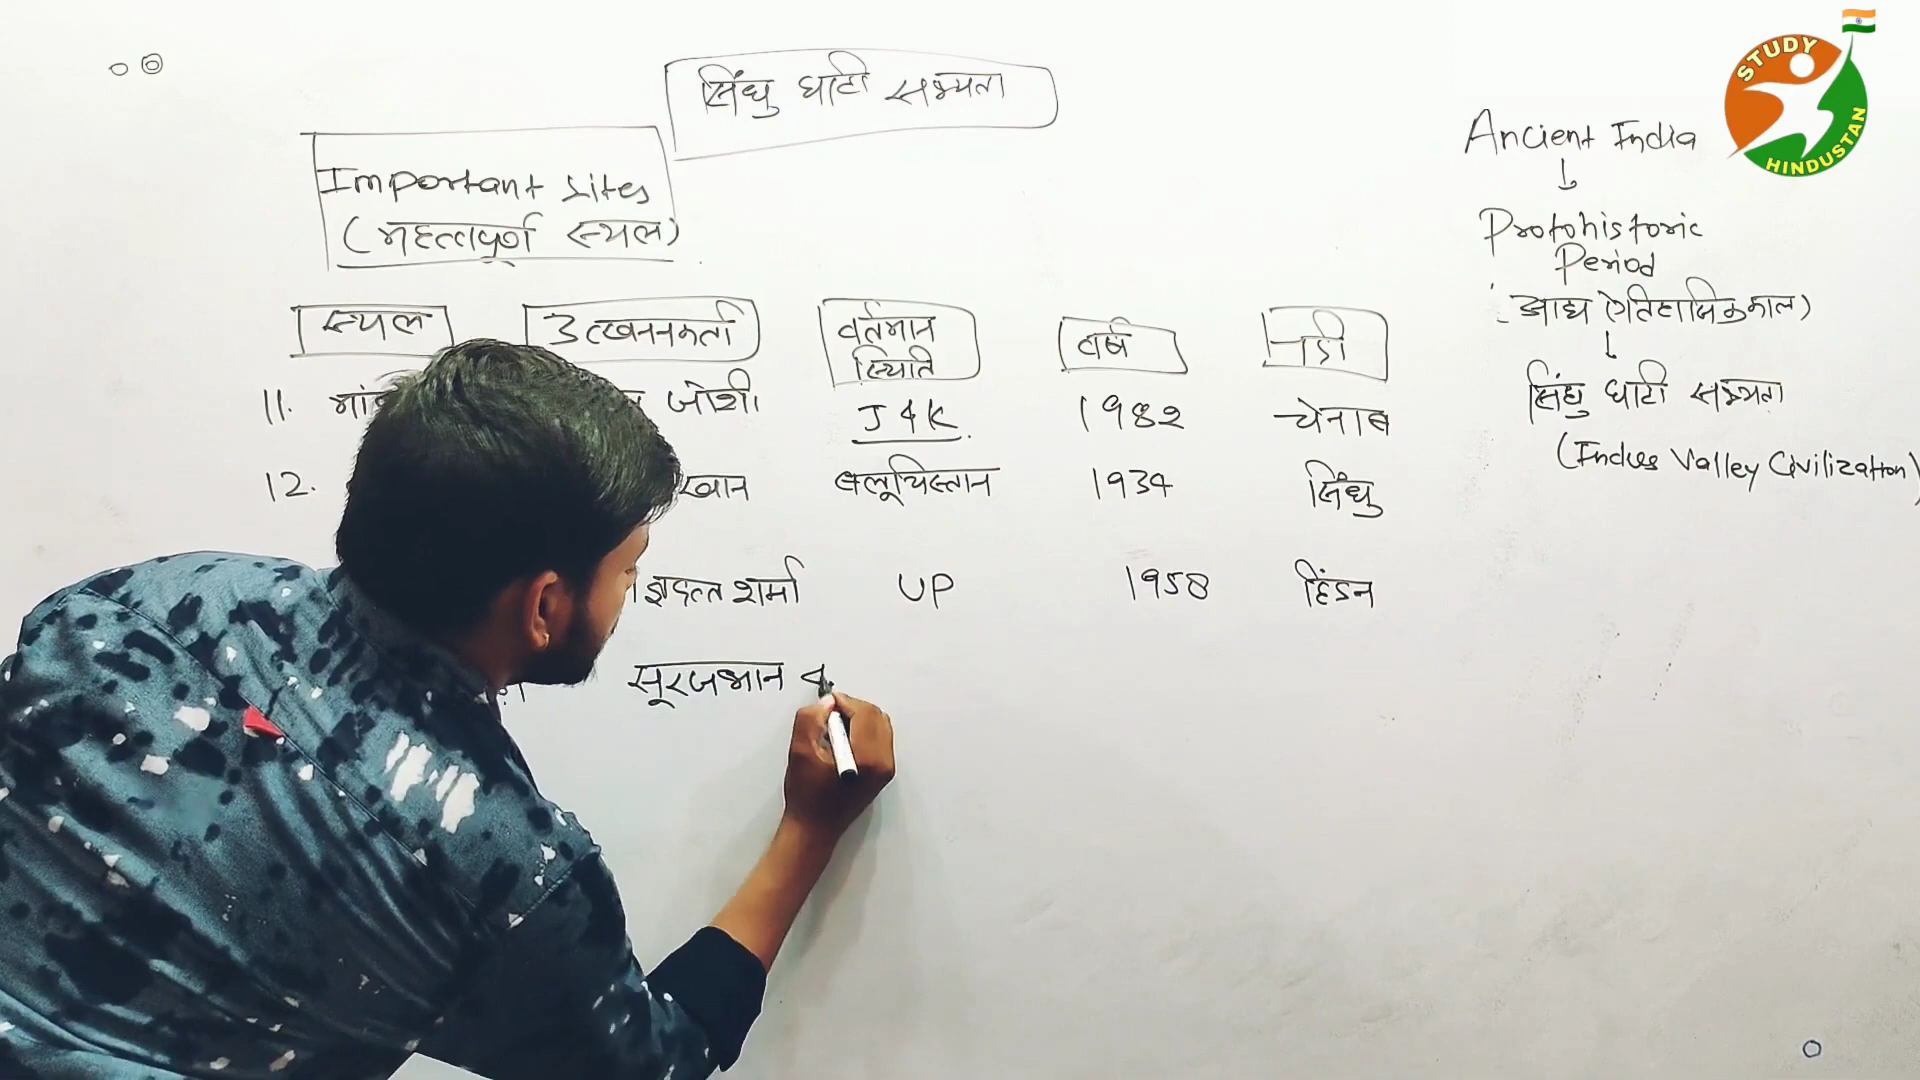 सिंधु घाटी सभ्यता
STUDY
HINDUSTAN
Important sites
(महत्तवपूर्ण स्थल)
स्थल
उत्खननकर्ता
वर्तमान
स्थिति
वर्ष
नदी
11. जोशी J&K 1982 चेनाब
12. खान बलूचिस्तान 1934 सिंधु
शर्मा UP 1958 हिंडन
सूरजभान
Ancient India
Protohistoric
Period
आद्य ऐतिहासिक काल)
सिंधु घाटी सभ्यता
(Indus Valley Civilization)